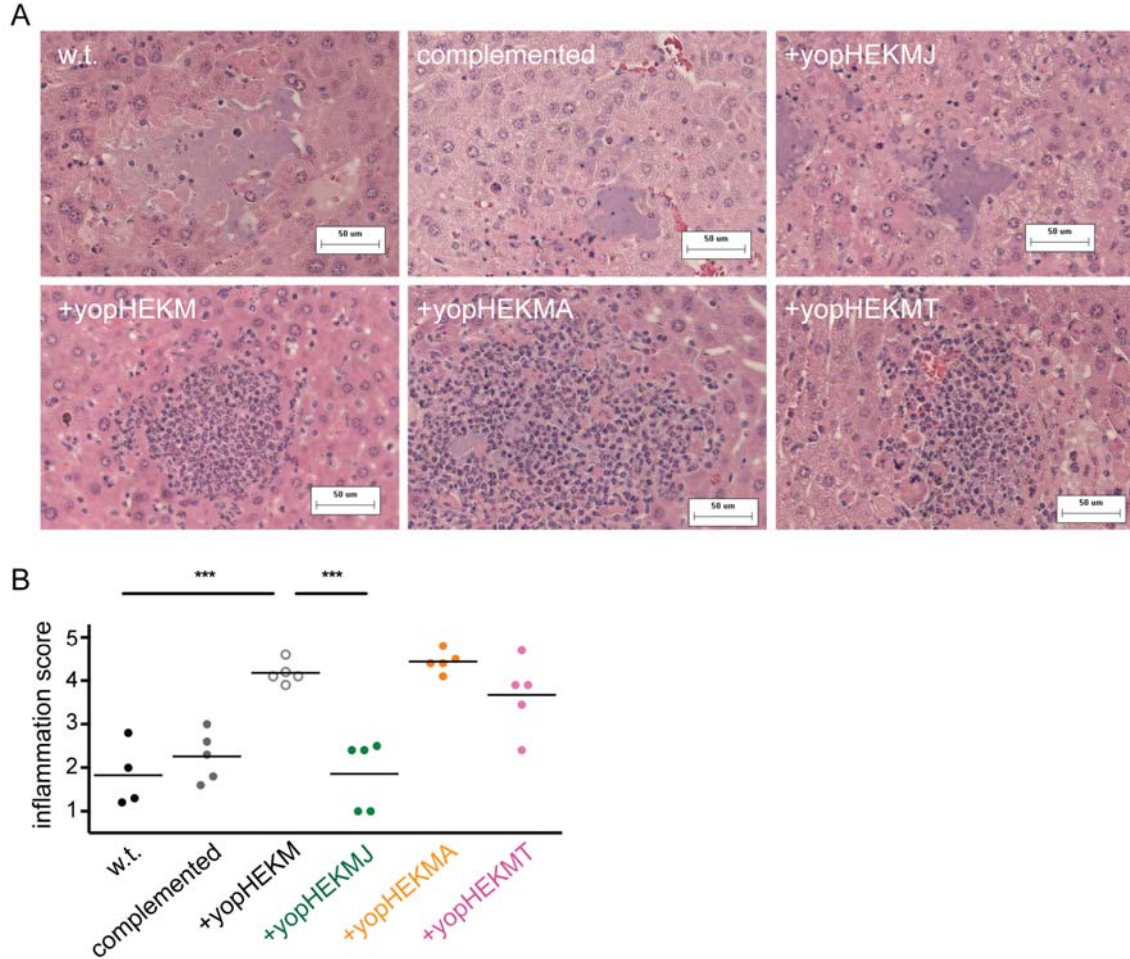 A
w.t.
complemented
+yopHEKMJ
50 um
50 um
50 um
+yopHEKM
+yopHEKMA
+yopHEKMT
50 um
50 um
50 um
B
*** ***
inflammation score
5
4
3
2
1
w.t.
complemented
+yopHEKM
+yopHEKMJ
+yopHEKMA
+yopHEKMT